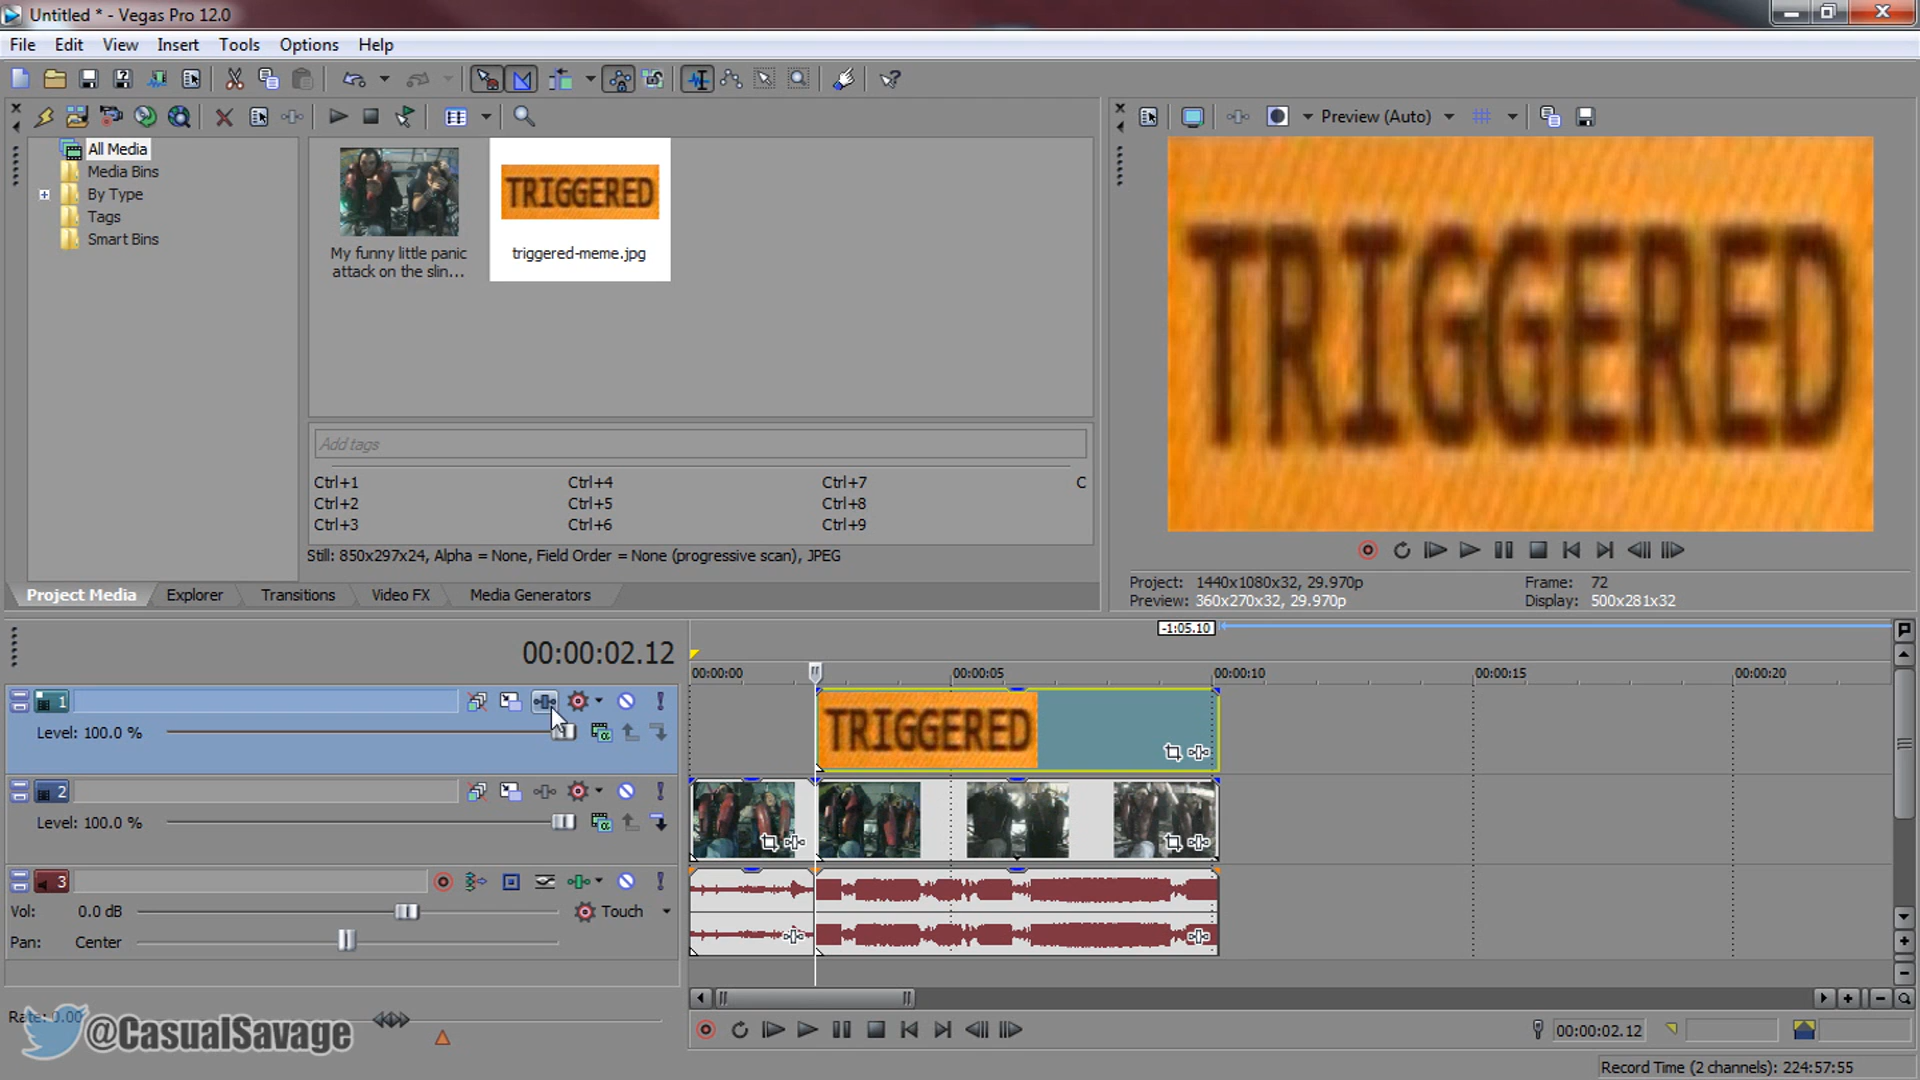 Untitled * - Vegas Pro 12.0
File Edit View Insert Tools Options Help
Preview (Auto)
All Media
Media Bins
By Type
Tags
Smart Bins
TRIGGERED
My funny little panic
attack on the slin...
triggered-meme.jpg
TRIGGERED
Add tags
Ctrl+1 Ctrl+4 Ctrl+7 C
Ctrl+2 Ctrl+5 Ctrl+8
Ctrl+3 Ctrl+6 Ctrl+9
Still: 850x297x24, Alpha = None, Field Order = None (progressive scan), JPEG
Project Media Explorer Transitions Video FX Media Generators
Project: 1440x1080x32, 29.970p Frame: 72
Preview: 360x270x32, 29.970p Display: 500x281x32
00:00:02.12
-1:05.10
00:00:00 00:00:05 00:00:10 00:00:15 00:00:20
1
Level: 100.0 %
TRIGGERED
2
Level: 100.0 %
3
Vol: 0.0 dB Touch
Pan: Center
Rate: 0.00
@CasualSavage
00:00:02.12
Record Time (2 channels): 224:57:55